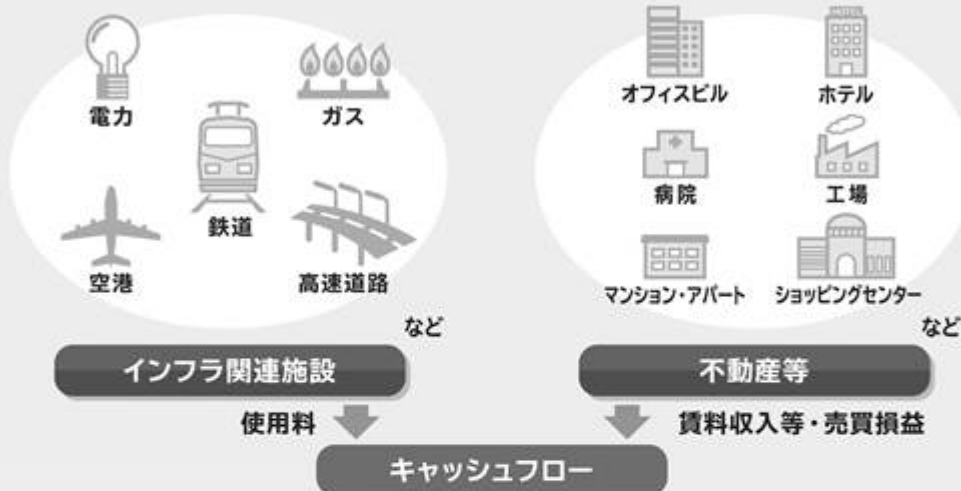 電力
ガス
鉄道
空港
高速道路
など
インフラ関連施設
使用料
HOTEL
オフィスビル
ホテル
病院
工場
マンション・アパート
ショッピングセンター
など
不動産等
賃料収入等・売買損益
キャッシュフロー